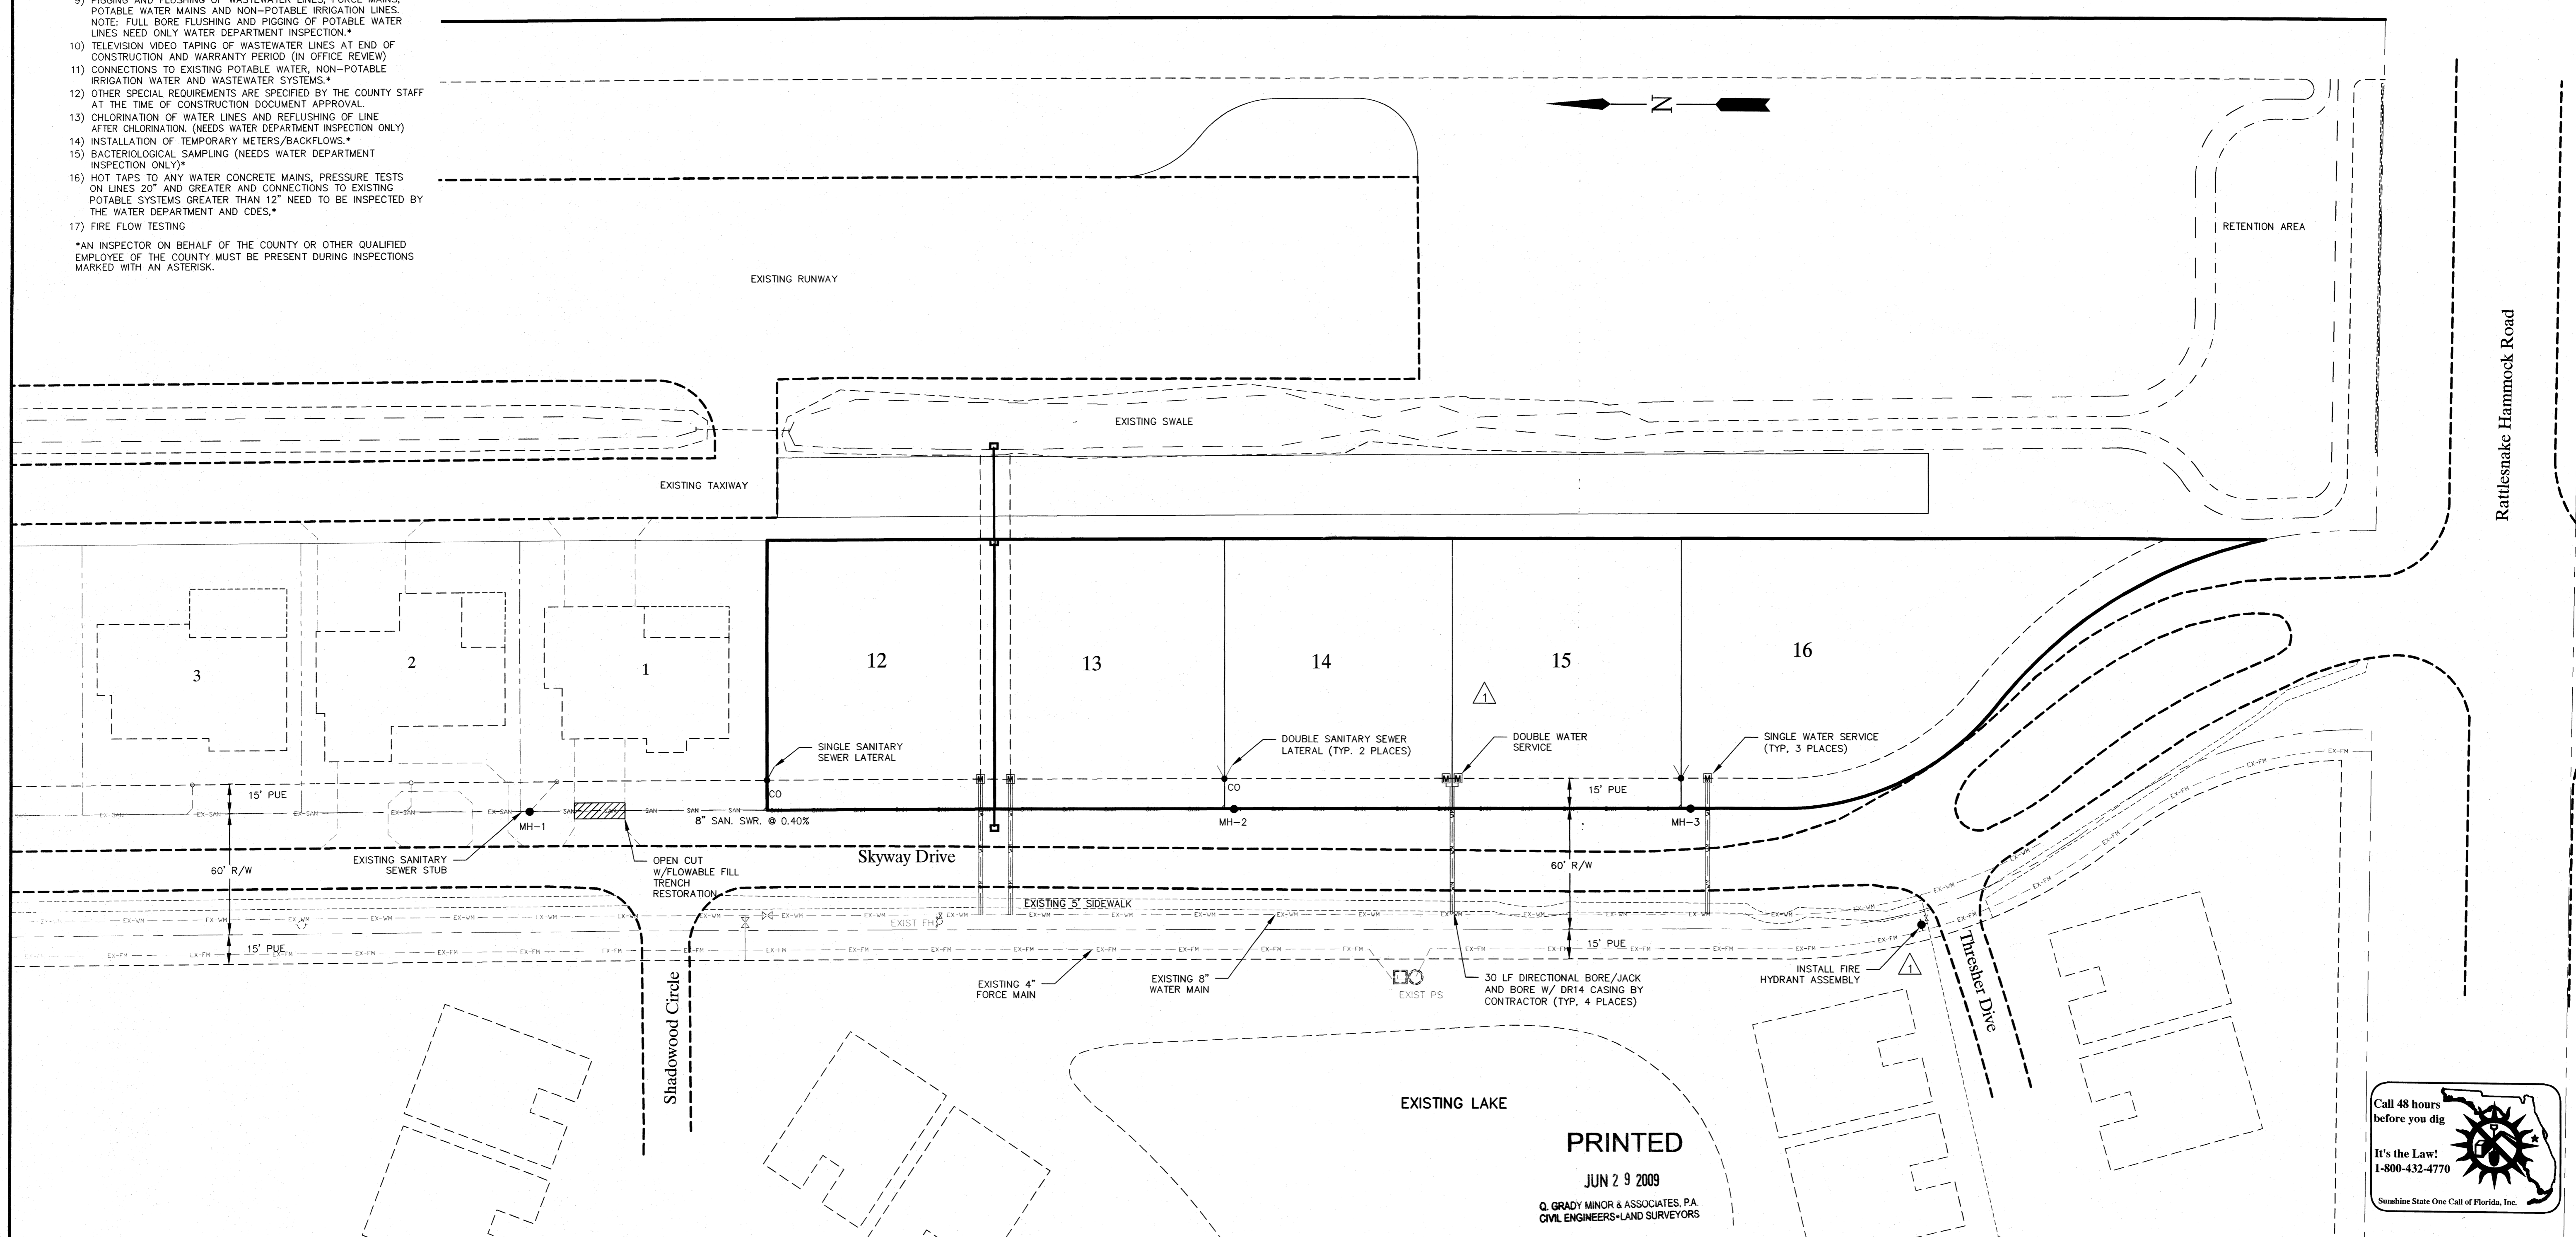 9) PIGGING AND FLUSHING OF WASTEWATER LINES, FORCE MAINS,
POTABLE WATER MAINS AND NON-POTABLE IRRIGATION LINES.
NOTE: FULL BORE FLUSHING AND PIGGING OF POTABLE WATER
LINES NEED ONLY WATER DEPARTMENT INSPECTION.*
10) TELEVISION VIDEO TAPING OF WASTEWATER LINES AT END OF
CONSTRUCTION AND WARRANTY PERIOD (IN OFFICE REVIEW)
11) CONNECTIONS TO EXISTING POTABLE WATER, NON-POTABLE
IRRIGATION WATER AND WASTEWATER SYSTEMS.*
12) OTHER SPECIAL REQUIREMENTS ARE SPECIFIED BY THE COUNTY STAFF
AT THE TIME OF CONSTRUCTION DOCUMENT APPROVAL.
13) CHLORINATION OF WATER LINES AND REFLUSHING OF LINE
AFTER CHLORINATION. (NEEDS WATER DEPARTMENT INSPECTION ONLY)
14) INSTALLATION OF TEMPORARY METERS/BACKFLOWS.*
15) BACTERIOLOGICAL SAMPLING (NEEDS WATER DEPARTMENT
INSPECTION ONLY)*
16) HOT TAPS TO ANY WATER CONCRETE MAINS, PRESSURE TESTS
ON LINES 20" AND GREATER AND CONNECTIONS TO EXISTING
POTABLE SYSTEMS GREATER THAN 12" NEED TO BE INSPECTED BY
THE WATER DEPARTMENT AND CDES,*
17) FIRE FLOW TESTING
*AN INSPECTOR ON BEHALF OF THE COUNTY OR OTHER QUALIFIED
EMPLOYEE OF THE COUNTY MUST BE PRESENT DURING INSPECTIONS
MARKED WITH AN ASTERISK.
N
RETENTION AREA
EXISTING RUNWAY
Rattlesnake Hammock Road
EXISTING SWALE
EXISTING TAXIWAY
3
2
1
12
13
14
15
16
1
SINGLE SANITARY
SEWER LATERAL
DOUBLE SANITARY SEWER
LATERAL (TYP. 2 PLACES)
DOUBLE WATER
SERVICE
SINGLE WATER SERVICE
(TYP, 3 PLACES)
M
M
M
M
M
15' PUE
CO
CO
15' PUE
MH-1
8" SAN. SWR. @ 0.40%
MH-2
MH-3
EXISTING SANITARY
SEWER STUB
OPEN CUT
W/FLOWABLE FILL
TRENCH
RESTORATION
Skyway Drive
60' R/W
60' R/W
EXISTING 5' SIDEWALK
EXIST FH
15' PUE
15' PUE
EX-SAN
SAN
EX-WM
EX-FM
EXISTING 4"
FORCE MAIN
EXISTING 8"
WATER MAIN
EXIST PS
30 LF DIRECTIONAL BORE/JACK
AND BORE W/ DR14 CASING BY
CONTRACTOR (TYP, 4 PLACES)
INSTALL FIRE
HYDRANT ASSEMBLY
1
Thresher Dive
Shadowood Circle
EXISTING LAKE
PRINTED
JUN 2 9 2009
Q. GRADY MINOR & ASSOCIATES, P.A.
CIVIL ENGINEERS•LAND SURVEYORS
Call 48 hours
before you dig
It's the Law!
1-800-432-4770
Sunshine State One Call of Florida, Inc.